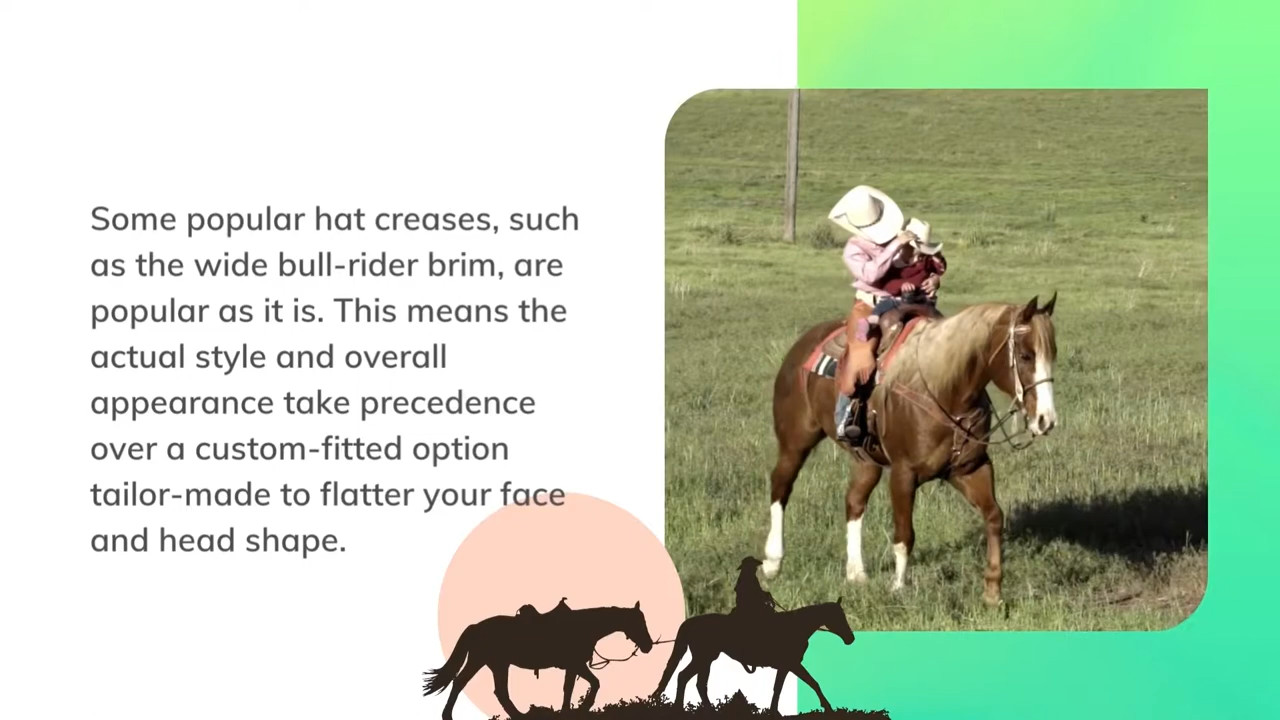 Some popular hat creases, such
as the wide bull-rider brim, are
popular as it is. This means the
actual style and overall
appearance take precedence
over a custom-fitted option
tailor-made to flatter your face
and head shape.